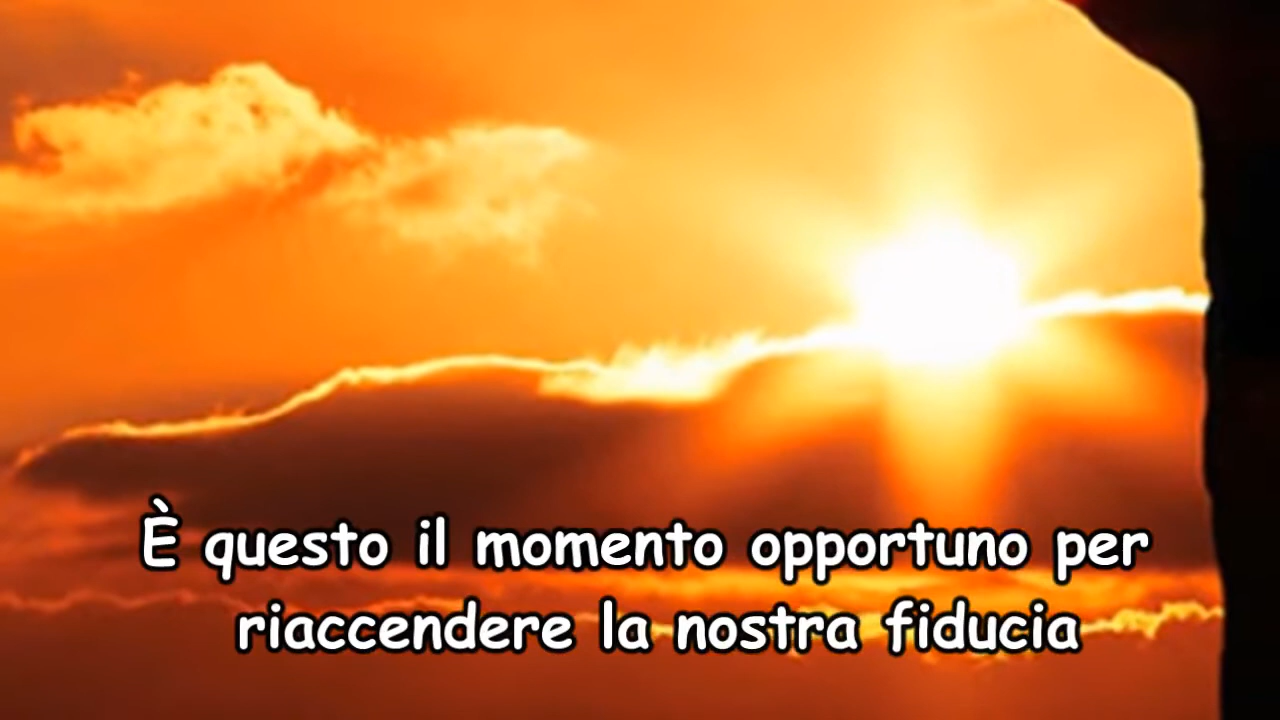 È questo il momento opportuno per
riaccendere la nostra fiducia